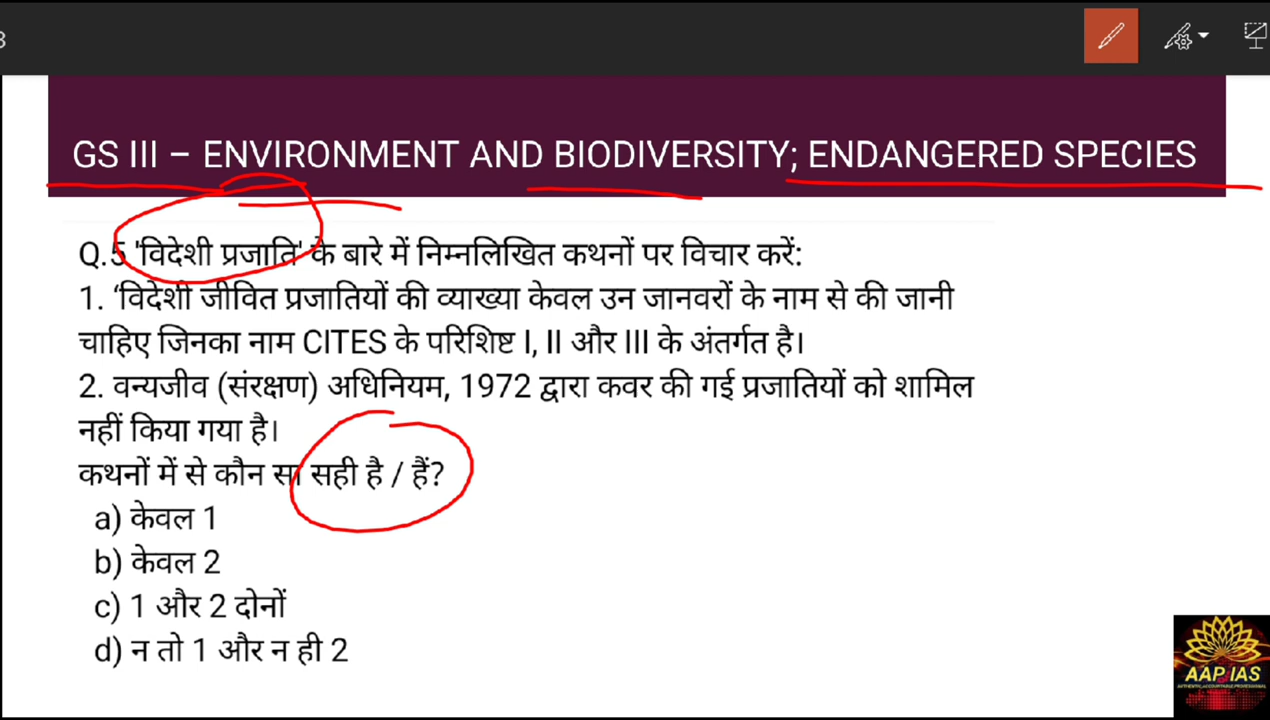 3
GS III – ENVIRONMENT AND BIODIVERSITY; ENDANGERED SPECIES
Q.5 'विदेशी प्रजाति' के बारे में निम्नलिखित कथनों पर विचार करें:
1. ‘विदेशी जीवित प्रजातियों की व्याख्या केवल उन जानवरों के नाम से की जानी
चाहिए जिनका नाम CITES के परिशिष्ट I, II और III के अंतर्गत है।
2. वन्यजीव (संरक्षण) अधिनियम, 1972 द्वारा कवर की गई प्रजातियों को शामिल
नहीं किया गया है।
कथनों में से कौन सा सही है / हैं?
a) केवल 1
b) केवल 2
c) 1 और 2 दोनों
d) न तो 1 और न ही 2
AAP IAS